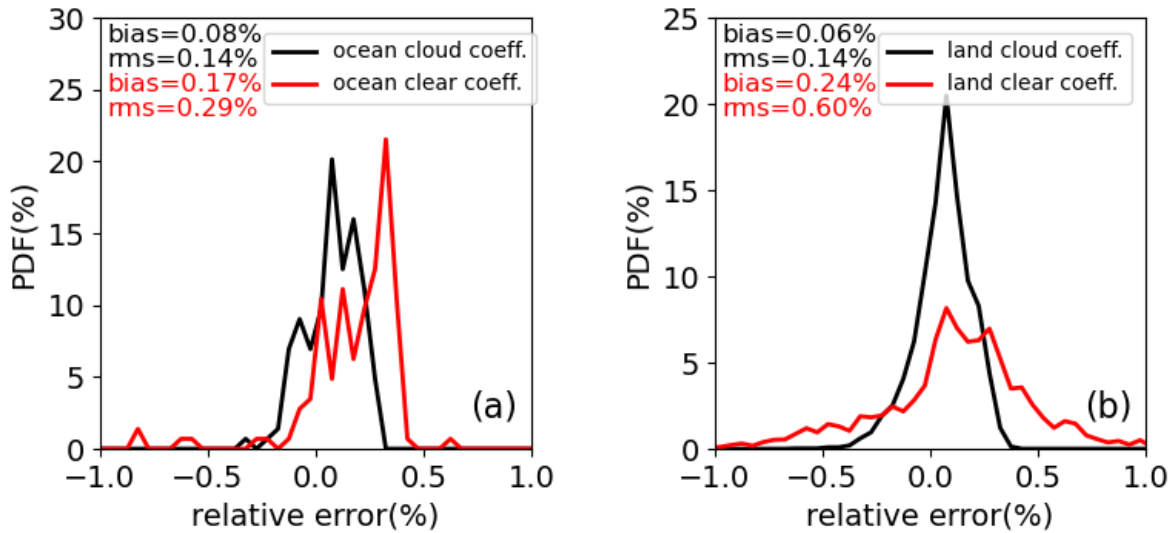 bias=0.08%
rms=0.14%
bias=0.17%
rms=0.29%
ocean cloud coeff.
ocean clear coeff.
30
25
20
15
10
5
0
PDF(%)
(a)
−1.0 −0.5 0.0 0.5 1.0
relative error(%)
bias=0.06%
rms=0.14%
bias=0.24%
rms=0.60%
land cloud coeff.
land clear coeff.
25
20
15
10
5
0
PDF(%)
(b)
−1.0 −0.5 0.0 0.5 1.0
relative error(%)